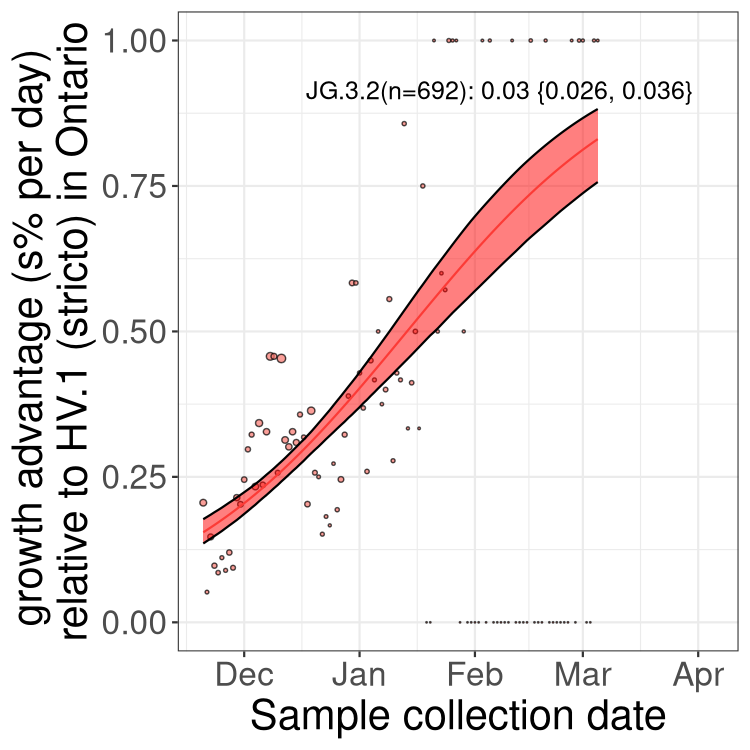 growth advantage (s% per day)
relative to HV.1 (stricto) in Ontario
1.00
0.75
0.50
0.25
0.00
JG.3.2(n=692): 0.03 {0.026, 0.036}
Dec Jan Feb Mar Apr
Sample collection date